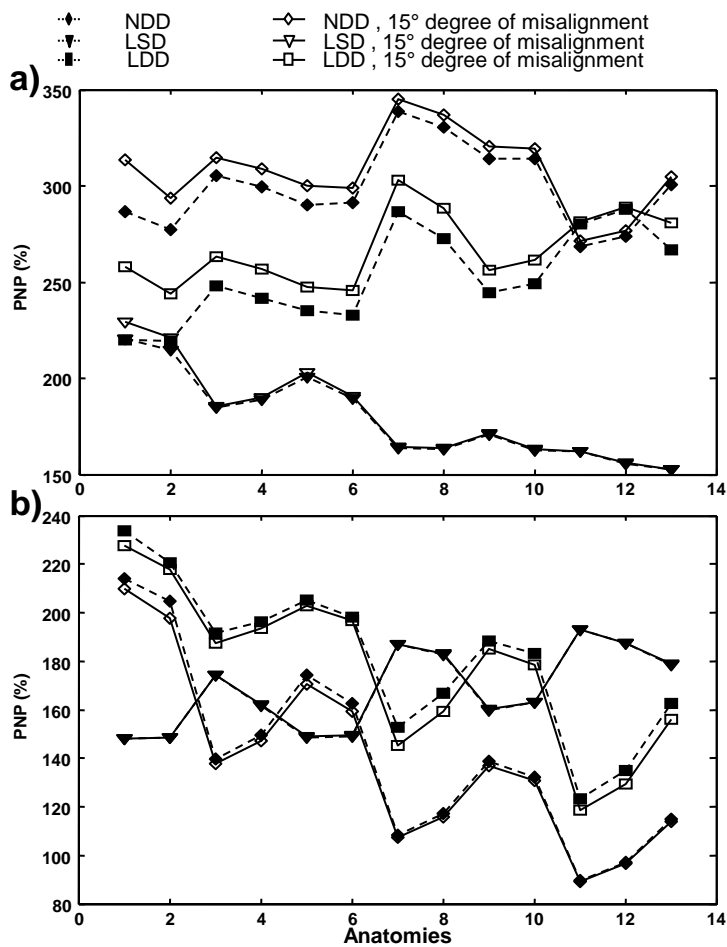 NDD NDD , 15° degree of misalignment
LSD LSD , 15° degree of misalignment
LDD LDD , 15° degree of misalignment
a)
350
300
250
200
150
PNP (%)
0 2 4 6 8 10 12 14
b)
240
220
200
180
160
140
120
100
80
PNP (%)
0 2 4 6 8 10 12 14
Anatomies